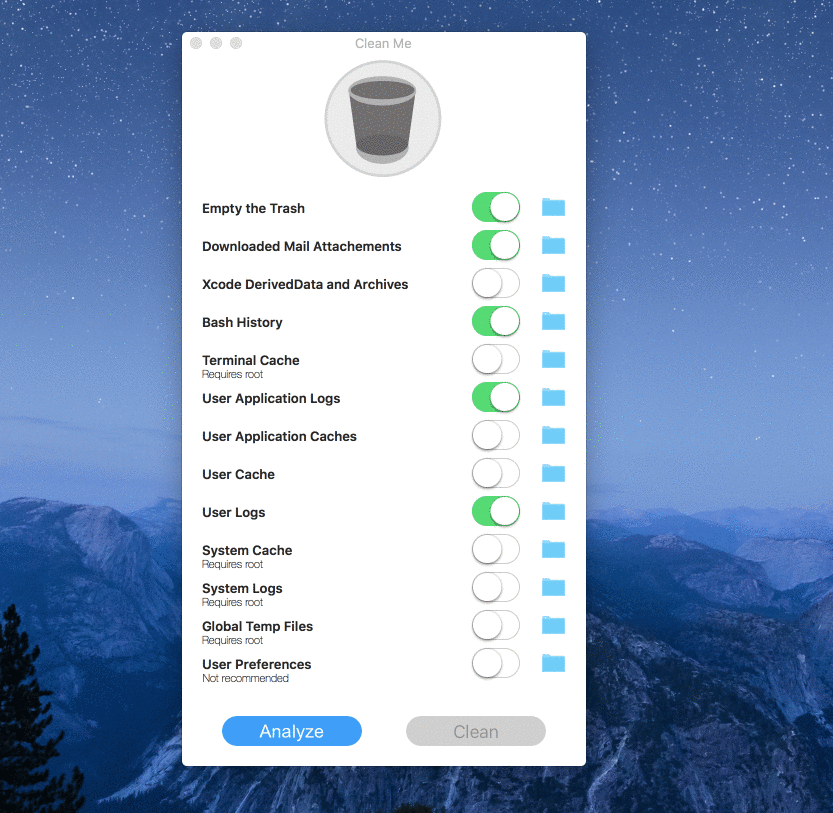 Clean Me
Empty the Trash
Downloaded Mail Attachements
Xcode DerivedData and Archives
Bash History
Terminal Cache
Requires root
User Application Logs
User Application Caches
User Cache
User Logs
System Cache
Requires root
System Logs
Requires root
Global Temp Files
Requires root
User Preferences
Not recommended
Analyze
Clean